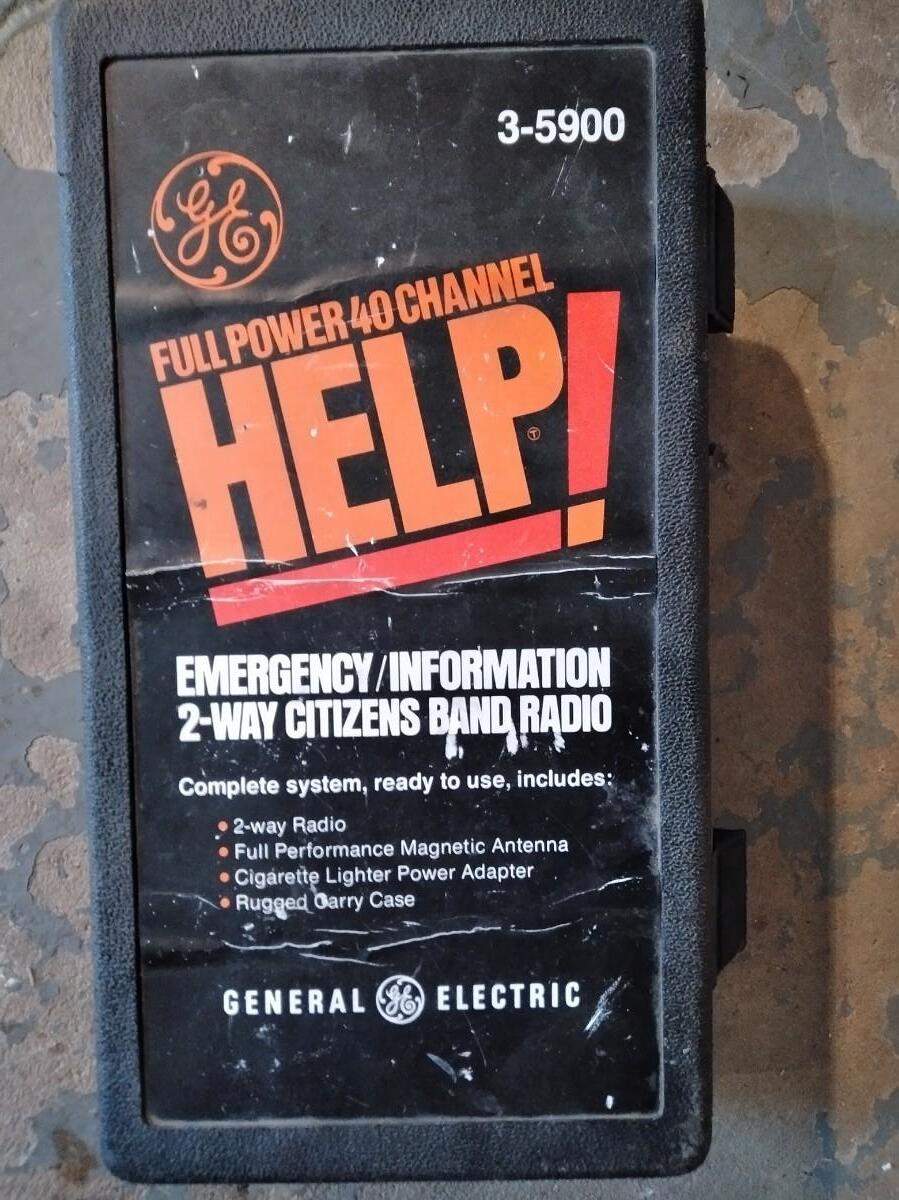 3-5900
GE
FULL POWER 40 CHANNEL
HELP!
EMERGENCY/INFORMATION
2-WAY CITIZENS BAND RADIO
Complete system, ready to use, includes:
• 2-way Radio
• Full Performance Magnetic Antenna
• Cigarette Lighter Power Adapter
• Rugged Carry Case
GENERAL GE ELECTRIC